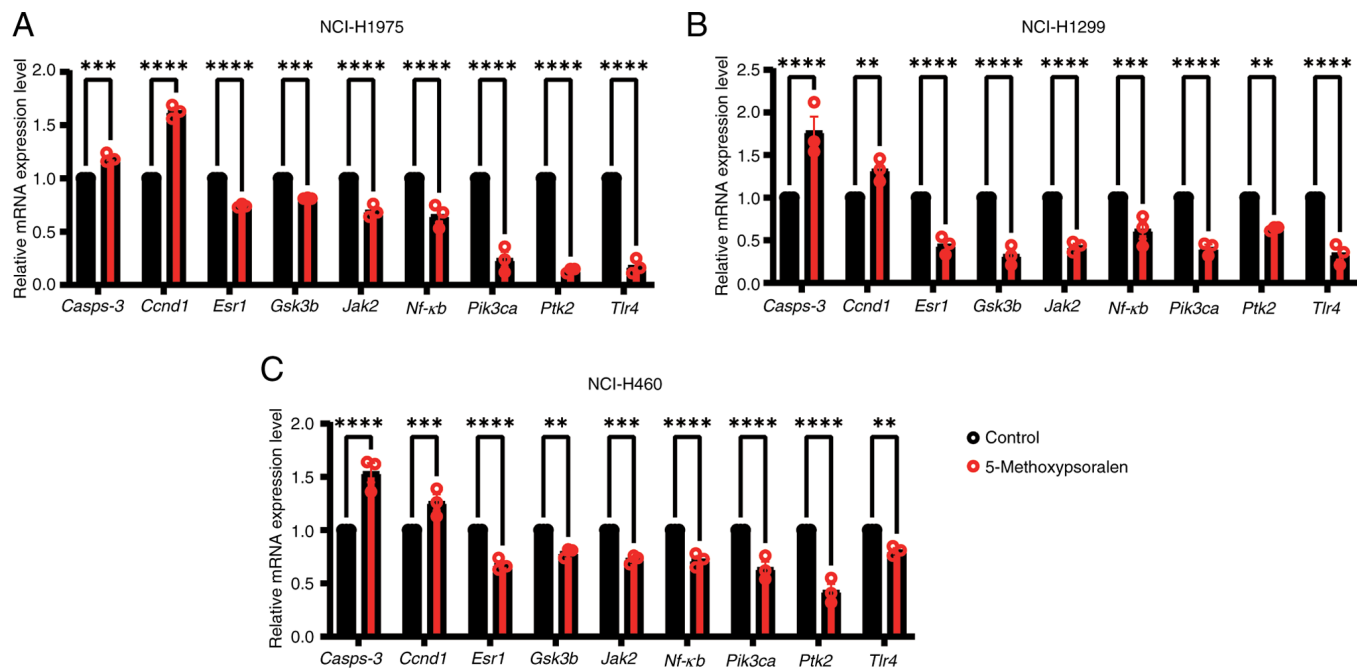 A
NCI-H1975
Relative mRNA expression level
*** **** **** *** **** **** **** **** ****
2.0
1.5
1.0
0.5
0.0
Casps-3 Ccnd1 Esr1 Gsk3b Jak2 Nf-κb Pik3ca Ptk2 Tlr4
B
NCI-H1299
Relative mRNA expression level
**** ** **** **** **** *** **** ** ****
2.5
2.0
1.5
1.0
0.5
0.0
Casps-3 Ccnd1 Esr1 Gsk3b Jak2 Nf-κb Pik3ca Ptk2 Tlr4
C
NCI-H460
Relative mRNA expression level
**** *** **** ** *** **** **** **** **
2.0
1.5
1.0
0.5
0.0
Casps-3 Ccnd1 Esr1 Gsk3b Jak2 Nf-κb Pik3ca Ptk2 Tlr4
Control
5-Methoxypsoralen